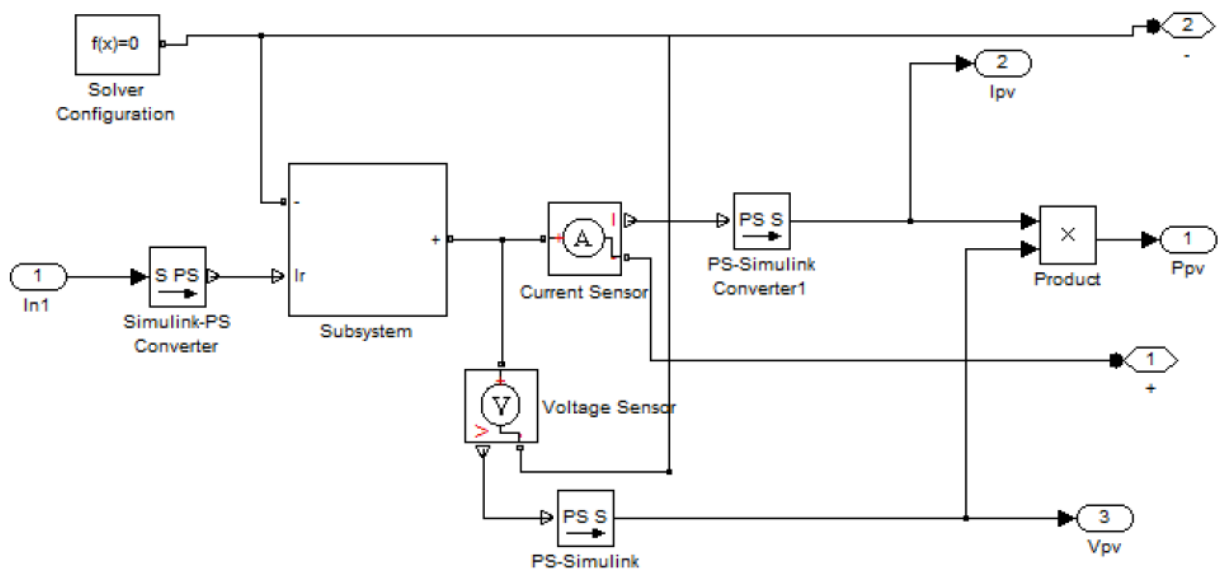 f(x)=0
Solver
Configuration
2
-
2
Ipv
-
+
Ir
Subsystem
1
In1
S PS
Simulink-PS
Converter
+
A
I
-
Current Sensor
PS S
PS-Simulink
Converter1
×
Product
1
Ppv
1
+
+
V
V
-
Voltage Sensor
PS S
PS-Simulink
3
Vpv